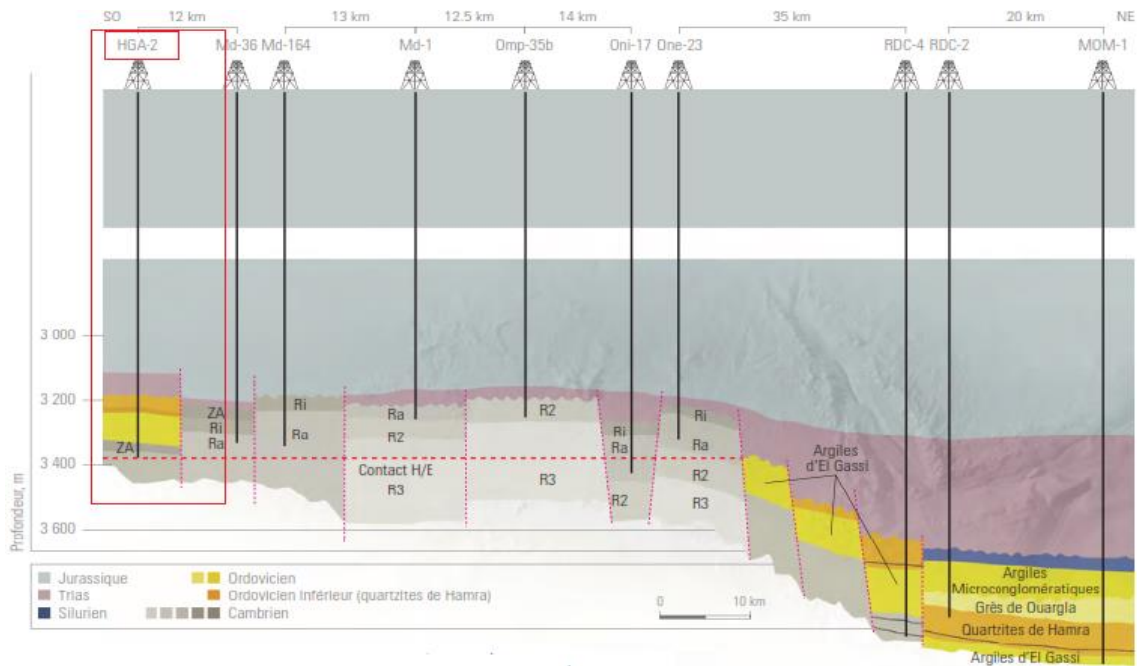 SO 12 km 13 km 12.5 km 14 km 35 km 20 km NE
HGA-2 Md-36 Md-164 Md-1 Omp-35b Oni-17 One-23 RDC-4 RDC-2 MOM-1
Profondeur, m
3 000
3 200
3 400
3 600
ZA
ZA
Ri
Ra
Ri
Ra
Ra
R2
Contact H/E
R3
R2
R3
Ri
Ra
R2
Ri
Ra
R2
R3
Argiles
d'El Gassi
Argiles
Microconglomératiques
Grès de Ouargla
Quartzites de Hamra
Argiles d'El Gassi
Jurassique
Trias
Silurien
Ordovicien
Ordovicien Inférieur (quartzites de Hamra)
Cambrien
0 10 km